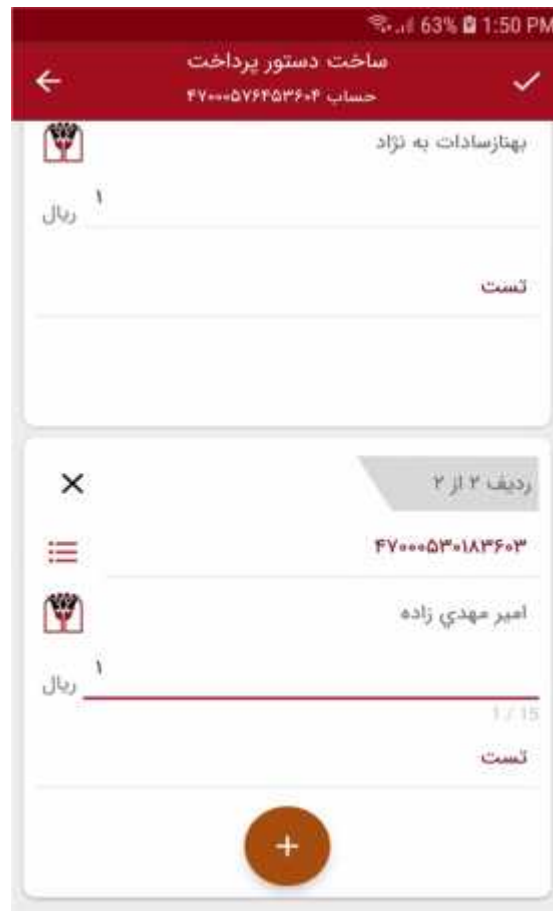 63% 1:50 PM
ساخت دستور پرداخت
حساب ۴۷۰۰۰۵۷۶۴۵۳۶۰۴
بهنازسادات به نژاد
۱ ریال
تست
ردیف ۲ از ۲
۴۷۰۰۰۵۳۰۱۸۳۶۰۳
امیر مهدي زاده
۱ ریال
1 / 15
تست